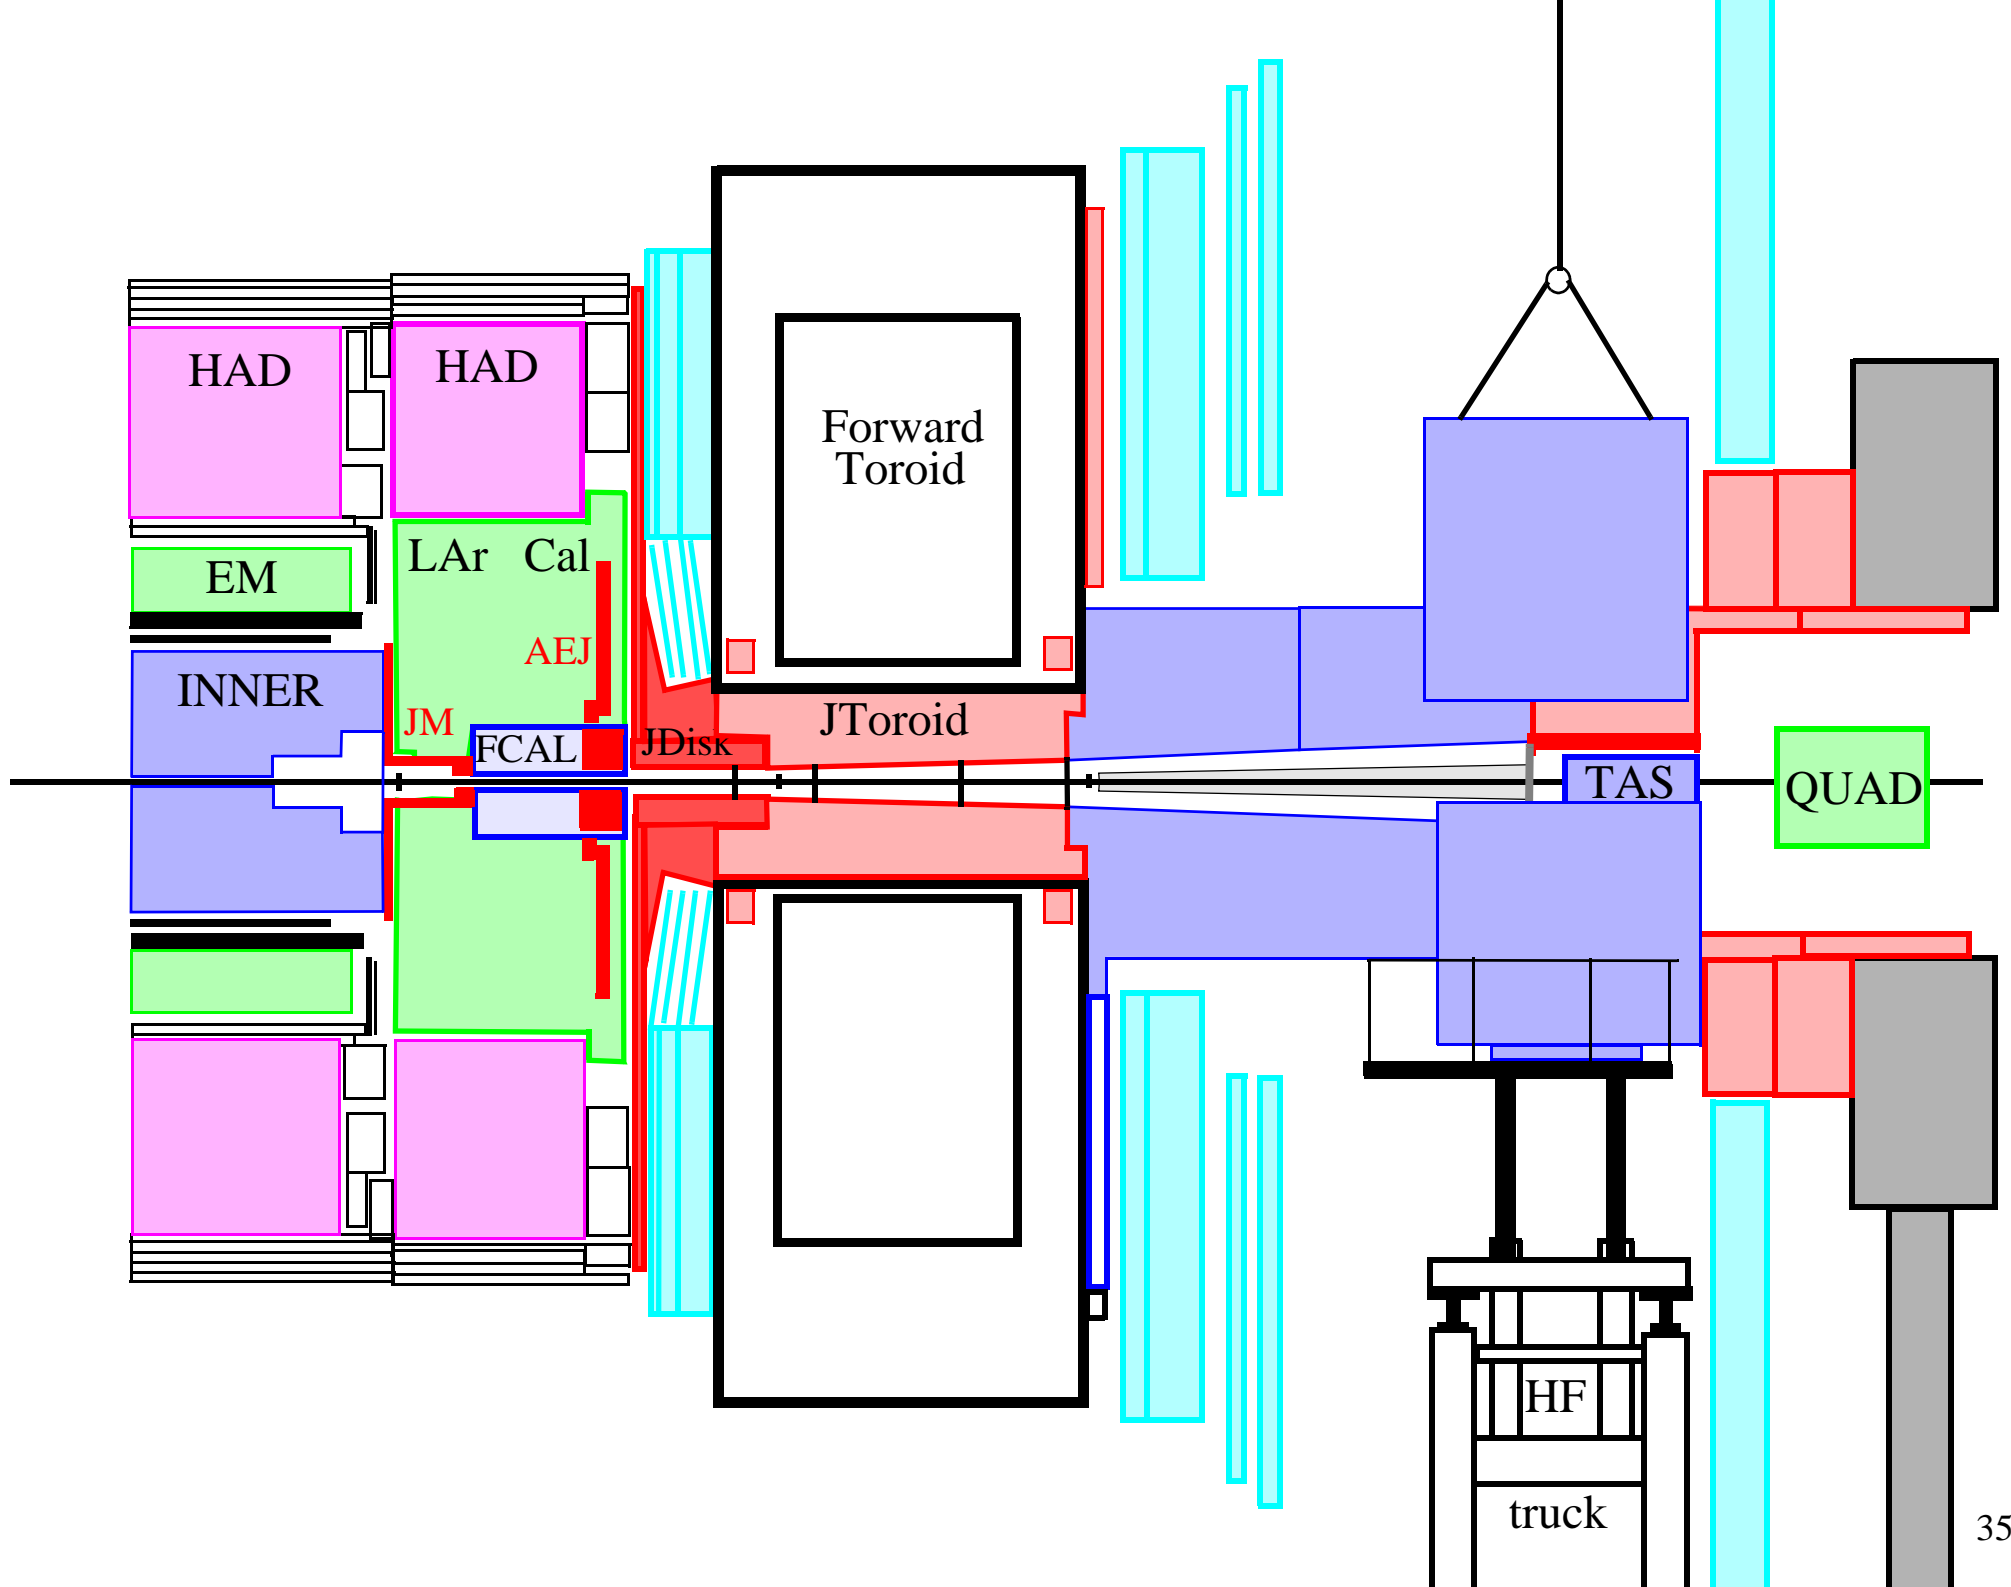 HAD
HAD
Forward
Toroid
LAr Cal
EM
AEJ
INNER
JM
JToroid
FCAL
JDisk
TAS
QUAD
HF
truck
35